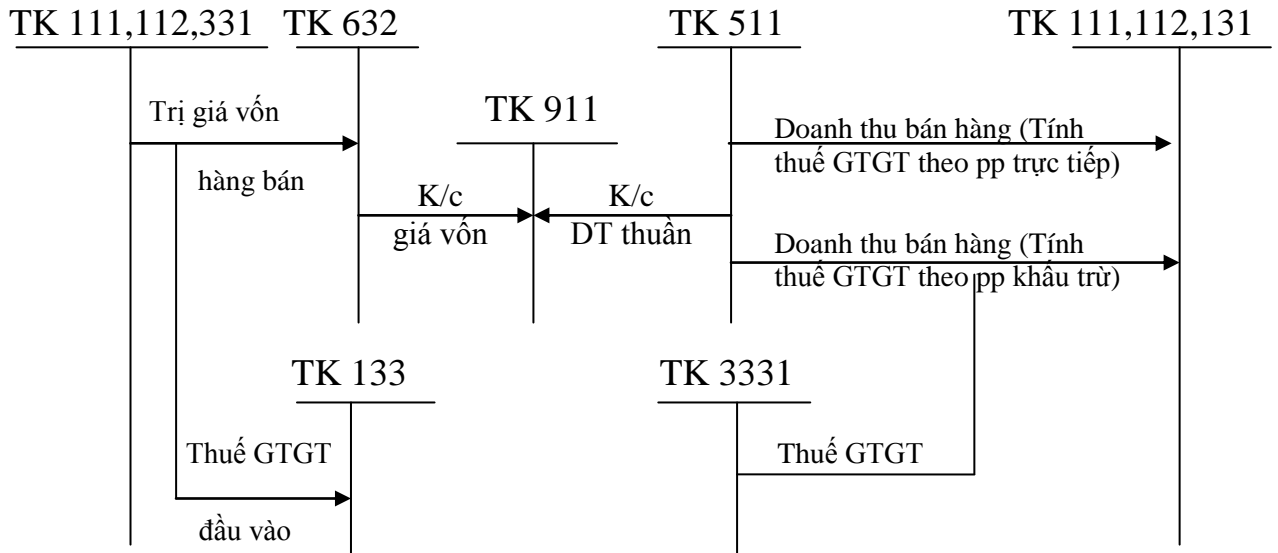 TK 111,112,331
TK 632
TK 511
TK 111,112,131
Trị giá vốn
hàng bán
TK 911
Doanh thu bán hàng (Tính
thuế GTGT theo pp trực tiếp)
K/c
giá vốn
K/c
DT thuần
Doanh thu bán hàng (Tính
thuế GTGT theo pp khấu trừ)
TK 133
TK 3331
Thuế GTGT
đầu vào
Thuế GTGT